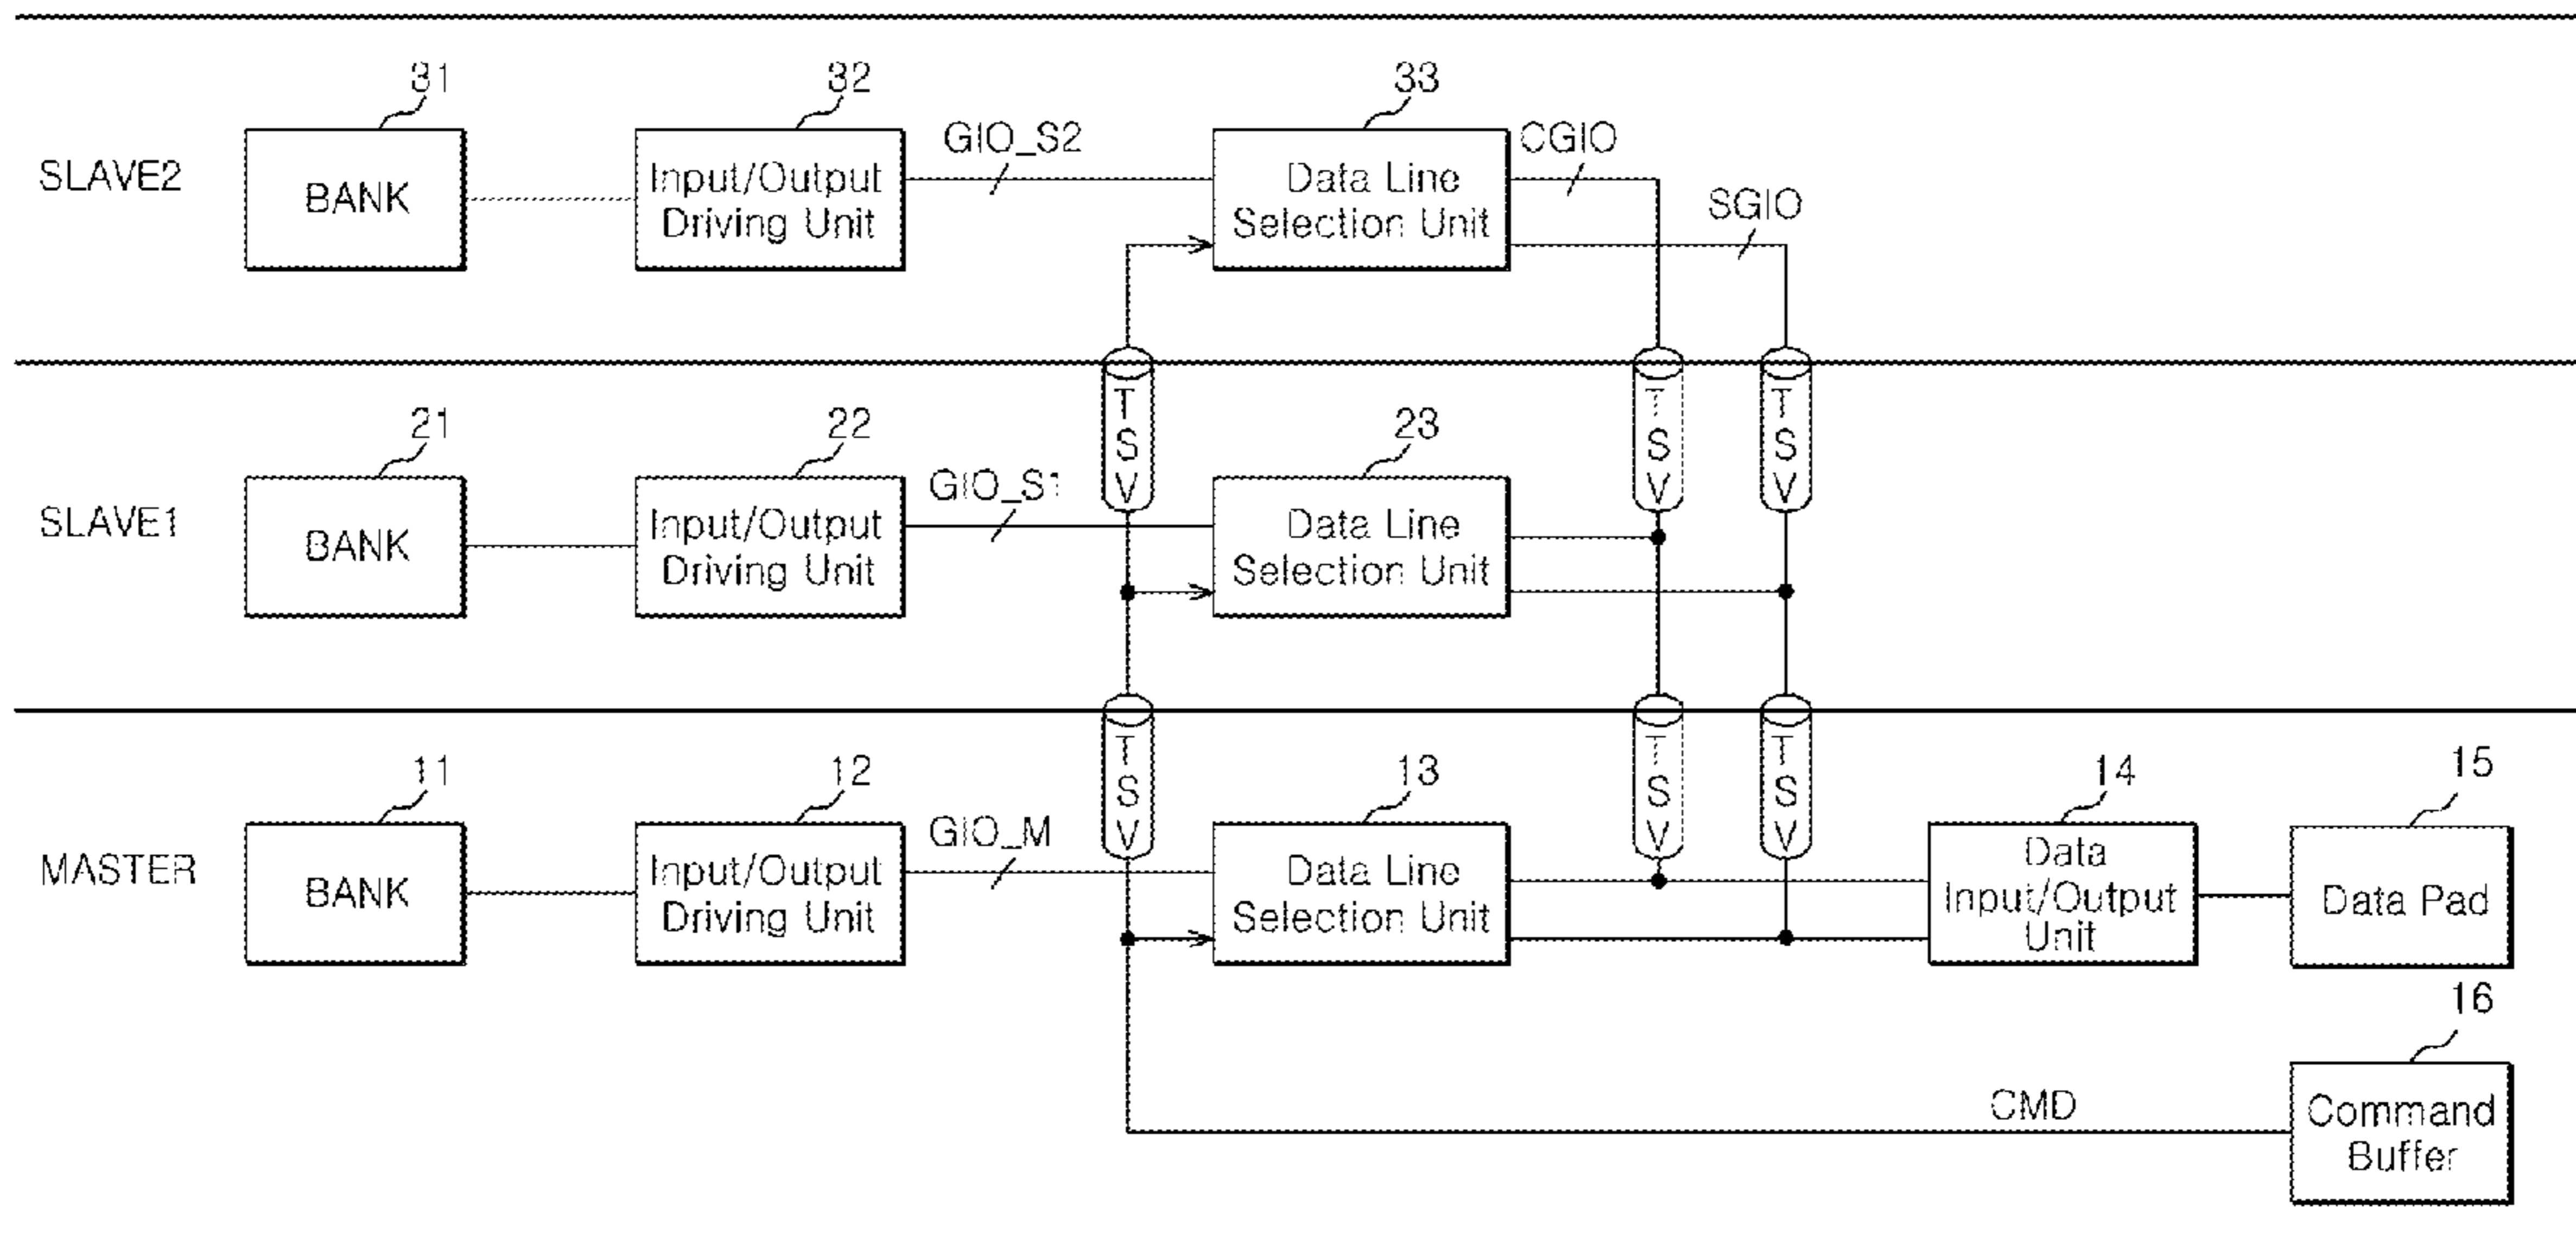 31
32
33
GIO_S2
CGIO
SLAVE2
BANK
Input/Output
Driving Unit
Data Line
Selection Unit
SGIO
T
S
V
T
S
V
T
S
V
21
22
23
GIO_S1
SLAVE1
BANK
Input/Output
Driving Unit
Data Line
Selection Unit
T
S
V
T
S
V
T
S
V
11
12
13
14
15
GIO_M
MASTER
BANK
Input/Output
Driving Unit
Data Line
Selection Unit
Data
Input/Output
Unit
Data Pad
16
CMD
Command
Buffer